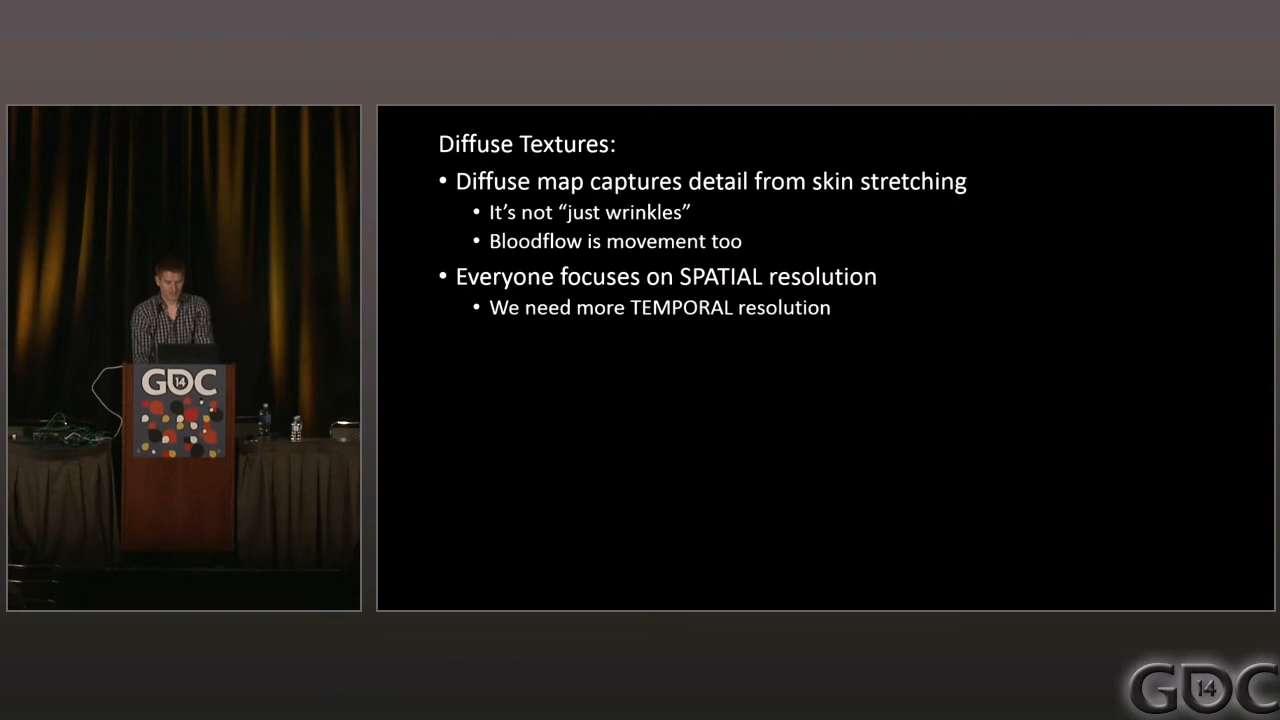 Diffuse Textures:
• Diffuse map captures detail from skin stretching
• It’s not “just wrinkles”
• Bloodflow is movement too
• Everyone focuses on SPATIAL resolution
• We need more TEMPORAL resolution
GDC 14
GDC 14